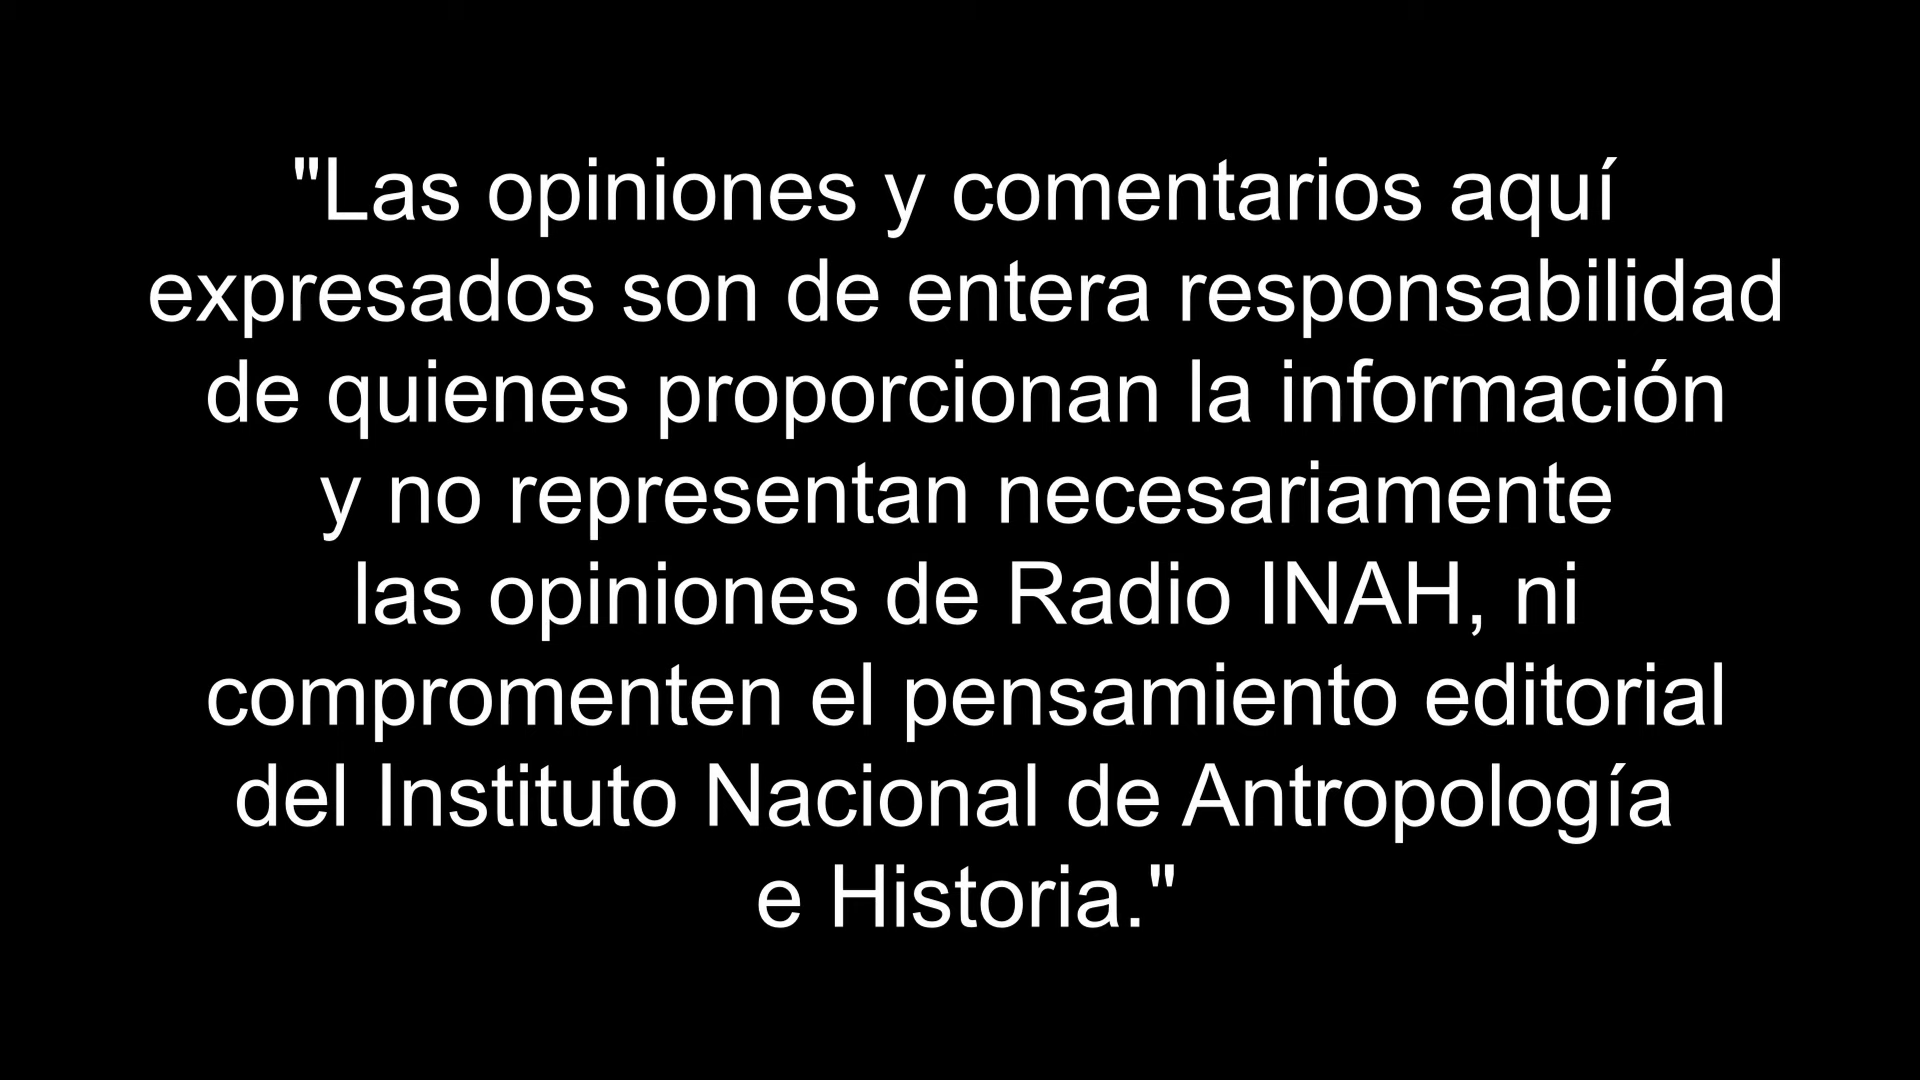 "Las opiniones y comentarios aquí
expresados son de entera responsabilidad
de quienes proporcionan la información
y no representan necesariamente
las opiniones de Radio INAH, ni
compromenten el pensamiento editorial
del Instituto Nacional de Antropología
e Historia."